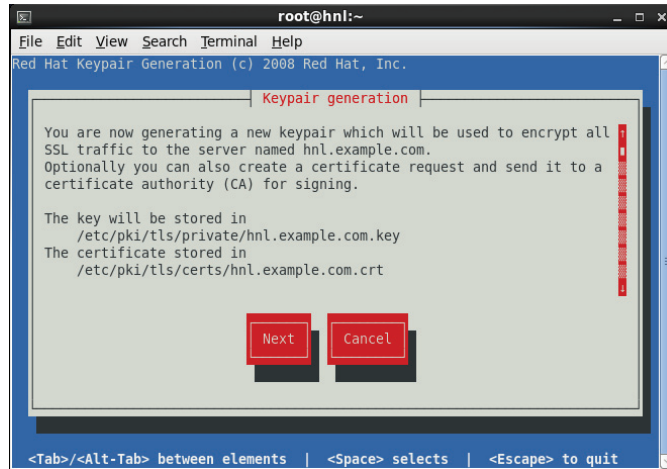 root@hnl:~
File Edit View Search Terminal Help
Red Hat Keypair Generation (c) 2008 Red Hat, Inc.
Keypair generation
You are now generating a new keypair which will be used to encrypt all
SSL traffic to the server named hnl.example.com.
Optionally you can also create a certificate request and send it to a
certificate authority (CA) for signing.
The key will be stored in
/etc/pki/tls/private/hnl.example.com.key
The certificate stored in
/etc/pki/tls/certs/hnl.example.com.crt
Next Cancel
<Tab>/<Alt-Tab> between elements | <Space> selects | <Escape> to quit